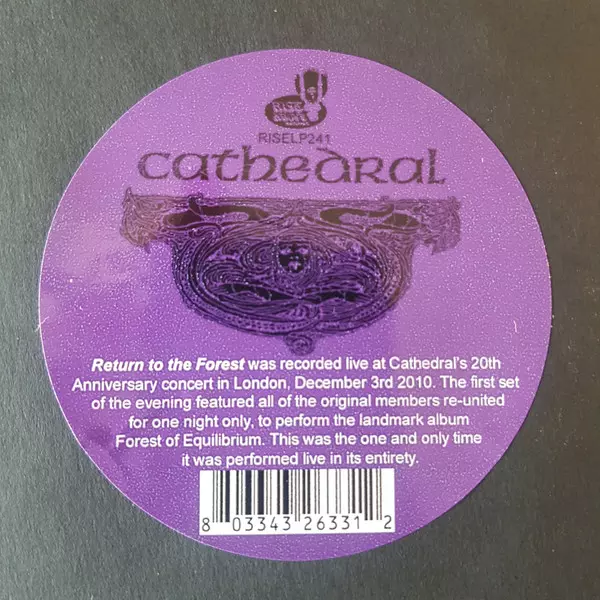 RISE
ABOVE
RISELP241
cathedral
Return to the Forest was recorded live at Cathedral's 20th
Anniversary concert in London, December 3rd 2010. The first set
of the evening featured all of the original members re-united
for one night only, to perform the landmark album
Forest of Equilibrium. This was the one and only time
it was performed live in its entirety.
8 03343 26331 2